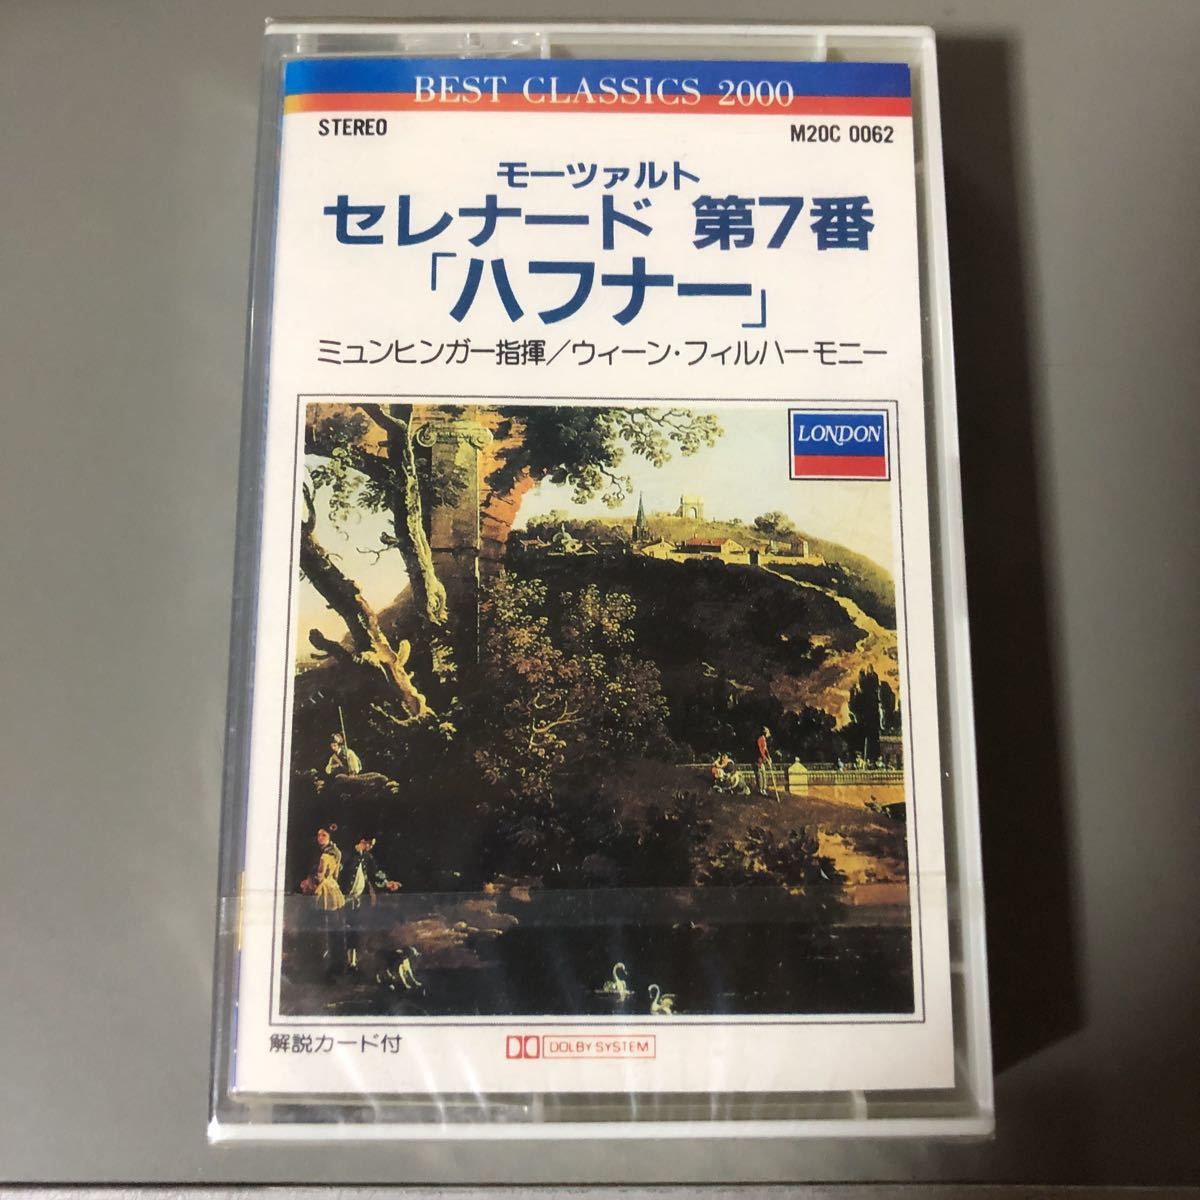 BEST CLASSICS 2000
STEREO
M20C 0062
モーツァルト
セレナード 第7番
「ハフナー」
ミュンヒンガー指揮/ウィーン・フィルハーモニー
LONDON
解説カード付
DOLBY SYSTEM